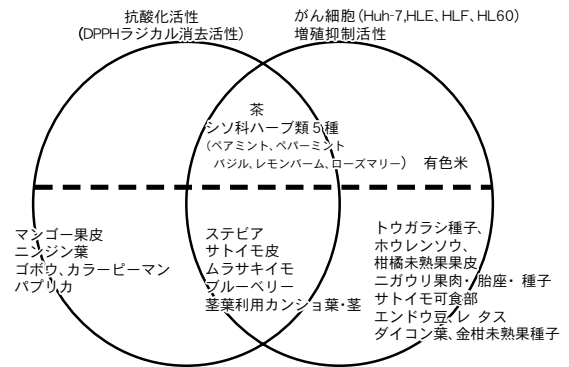 抗酸化活性
(DPPHラジカル消去活性)
がん細胞(Huh-7,HLE、HLF、HL60)
増殖抑制活性
茶
シソ科ハーブ類5種
(ペアミント、ペパーミント
バジル、レモンバーム、ローズマリー)
有色米
マンゴー果皮
ニンジン葉
ゴボウ、カラーピーマン
パプリカ
ステビア
サトイモ皮
ムラサキイモ
ブルーベリー
茎葉利用カンショ葉・茎
トウガラシ種子、
ホウレンソウ、
柑橘未熟果果皮
ニガウリ果肉・胎座・種子
サトイモ可食部
エンドウ豆、レタス
ダイコン葉、金柑未熟果種子